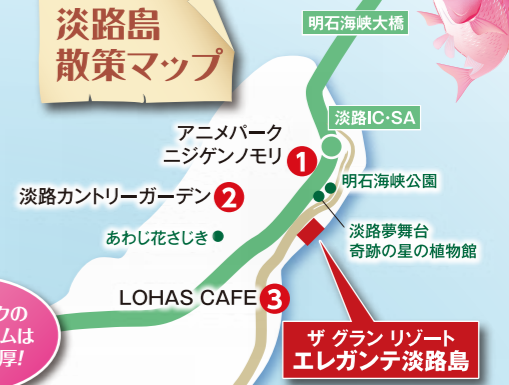 淡路島
散策マップ
明石海峡大橋
淡路IC・SA
アニメパーク
ニジゲンノモリ
1
淡路カントリーガーデン 2
明石海峡公園
あわじ花さじき
淡路夢舞台
奇跡の星の植物館
LOHAS CAFE 3
クの
ムは
厚!
ザ グラン リゾート
エレガンテ淡路島